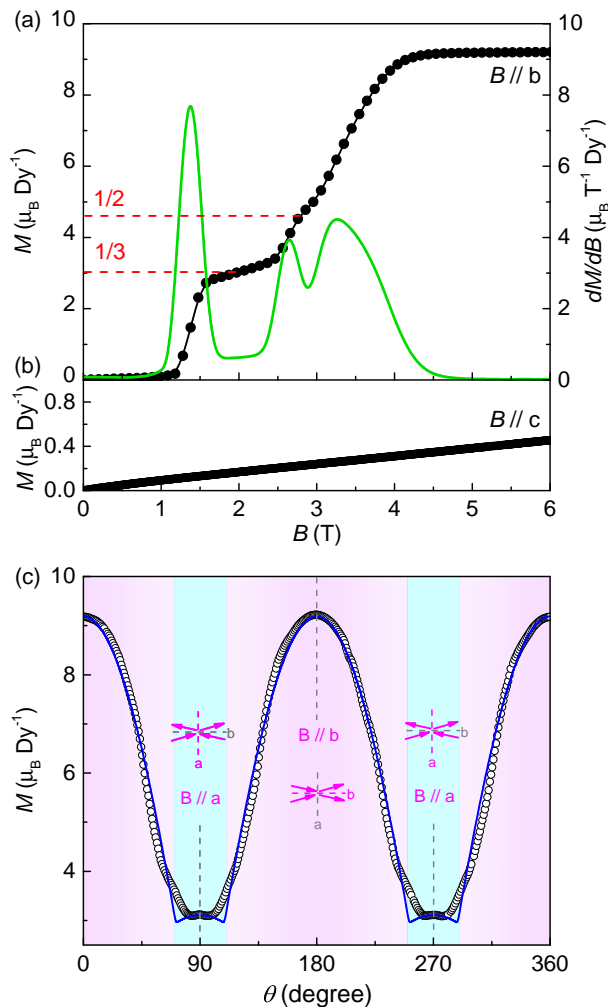 (a)
10
8
6
4
2
0
M (μB Dy-1)
1/2
1/3
B // b
10
8
6
4
2
0
dM/dB (μB T-1 Dy-1)
(b)
0.8
0.4
0.0
M (μB Dy-1)
B // c
0 1 2 3 4 5 6
B (T)
(c)
10
8
6
4
M (μB Dy-1)
b
a
B // a
B // b
b
a
b
a
B // a
0 90 180 270 360
θ (degree)